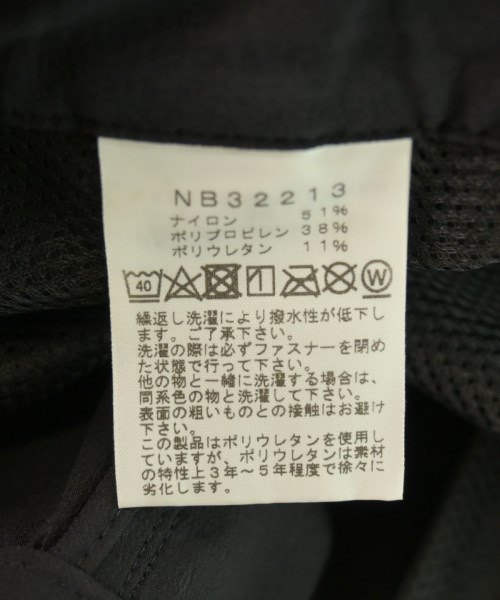 NB32213
ナイロン 51%
ポリプロピレン 38%
ポリウレタン 11%
40
W
繰返し洗濯により撥水性が低下し
ます。ご了承下さい。
洗濯の際は必ずファスナーを閉め
た状態で行って下さい。
他の物と一緒に洗濯する場合は、
同系色の物と洗濯して下さい。
表面の粗いものとの接触はお避け
下さい。
この製品はポリウレタンを使用し
ていますが、ポリウレタンは素材
の特性上3年〜5年程度で徐々に
劣化します。